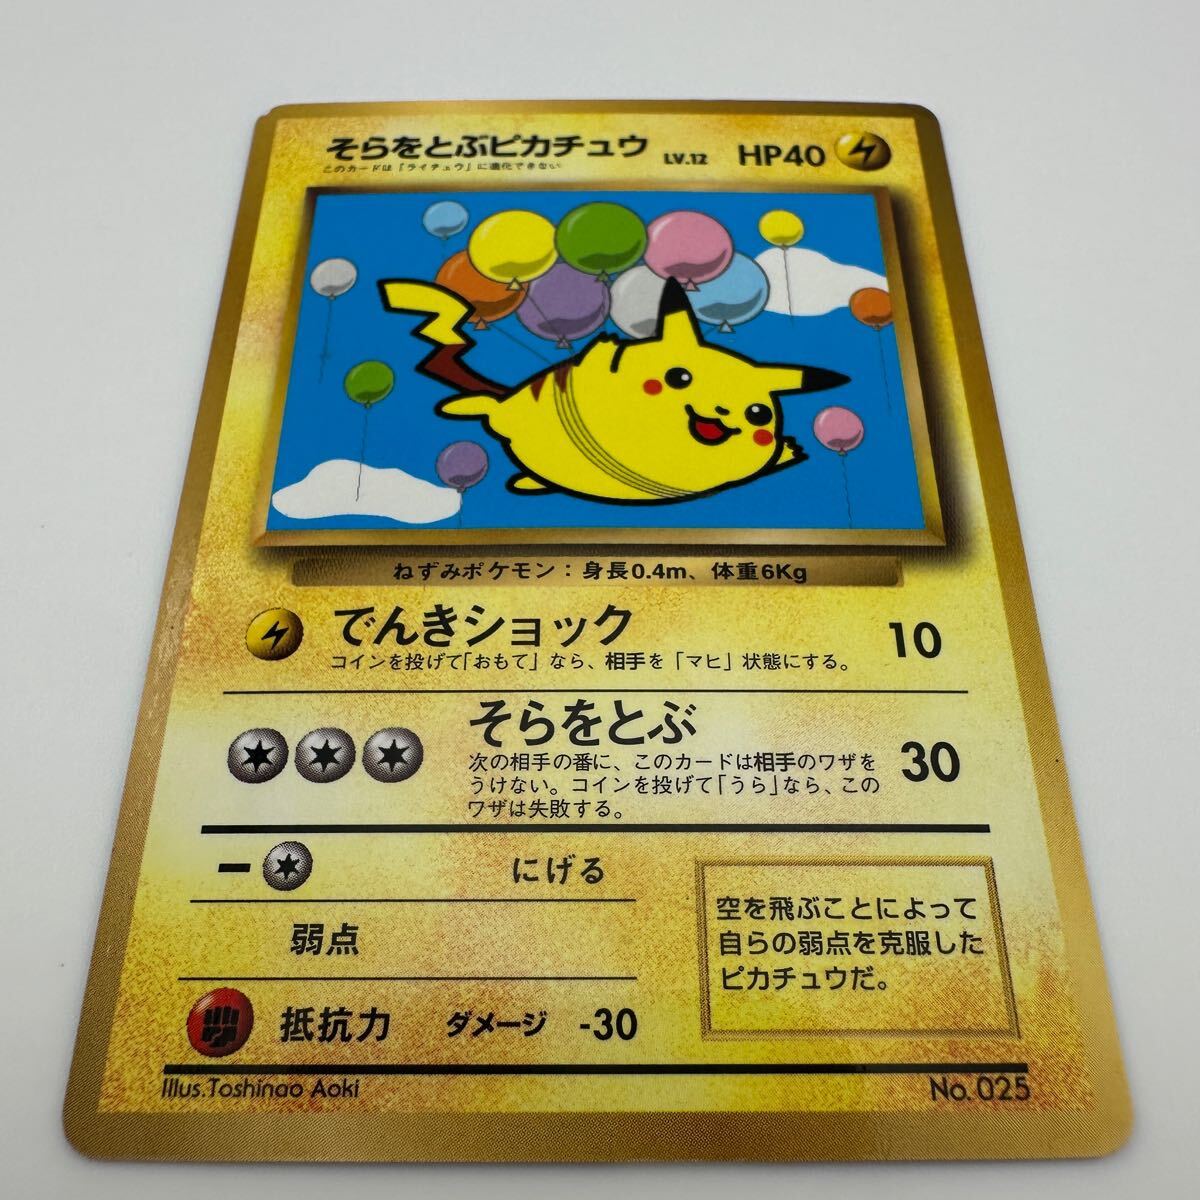 そらをとぶピカチュウ LV.12 HP40
このカードは「ライチュウ」に進化できない
ねずみポケモン：身長0.4m、体重6Kg
でんきショック 10
コインを投げて「おもて」なら、相手を「マヒ」状態にする。
そらをとぶ 30
次の相手の番に、このカードは相手のワザを
うけない。コインを投げて「うら」なら、この
ワザは失敗する。
にげる
弱点
抵抗力 ダメージ -30
空を飛ぶことによって
自らの弱点を克服した
ピカチュウだ。
Illus.Toshinao Aoki No.025